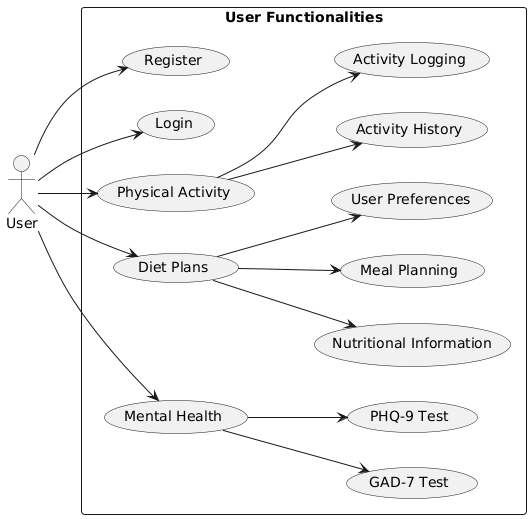 User Functionalities
Register
Activity Logging
Login
Activity History
Physical Activity
User Preferences
User
Diet Plans
Meal Planning
Nutritional Information
Mental Health
PHQ-9 Test
GAD-7 Test